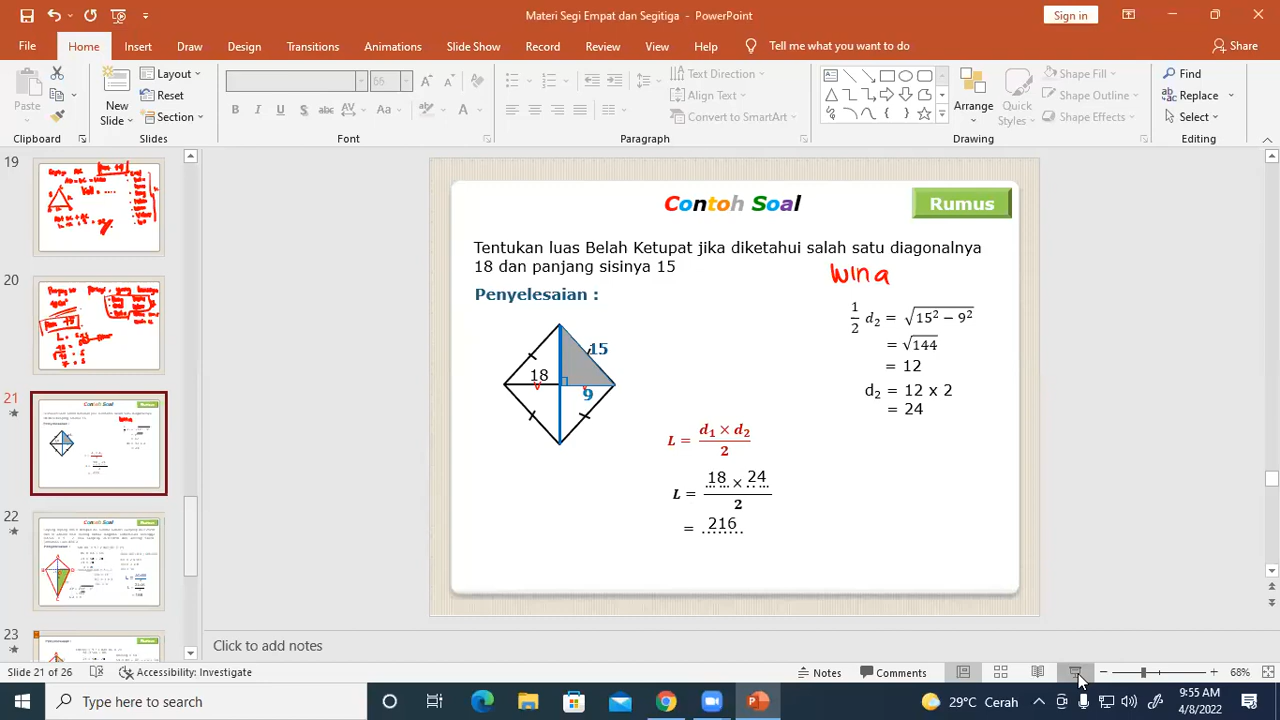 Materi Segi Empat dan Segitiga - PowerPoint
Sign in
File Home Insert Draw Design Transitions Animations Slide Show Record Review View Help Tell me what you want to do Share
Paste
New Slide
Layout
Reset
Section
66
Text Direction
Align Text
Convert to SmartArt
Arrange
Quick Styles
Shape Fill
Shape Outline
Shape Effects
Find
Replace
Select
Clipboard Slides Font Paragraph Drawing Editing
19
20
21
22
23
Contoh Soal
Rumus
Tentukan luas Belah Ketupat jika diketahui salah satu diagonalnya
18 dan panjang sisinya 15
wina
Penyelesaian :
15
18
9
1/2 d₂ = √(15² − 9²)
= √144
= 12
d₂ = 12 x 2
= 24
L = (d₁ × d₂)/2
L = (18 × 24)/2
= 216
Click to add notes
Slide 21 of 26
Accessibility: Investigate
Notes
Comments
68%
Type here to search
29°C Cerah
9:55 AM
4/8/2022